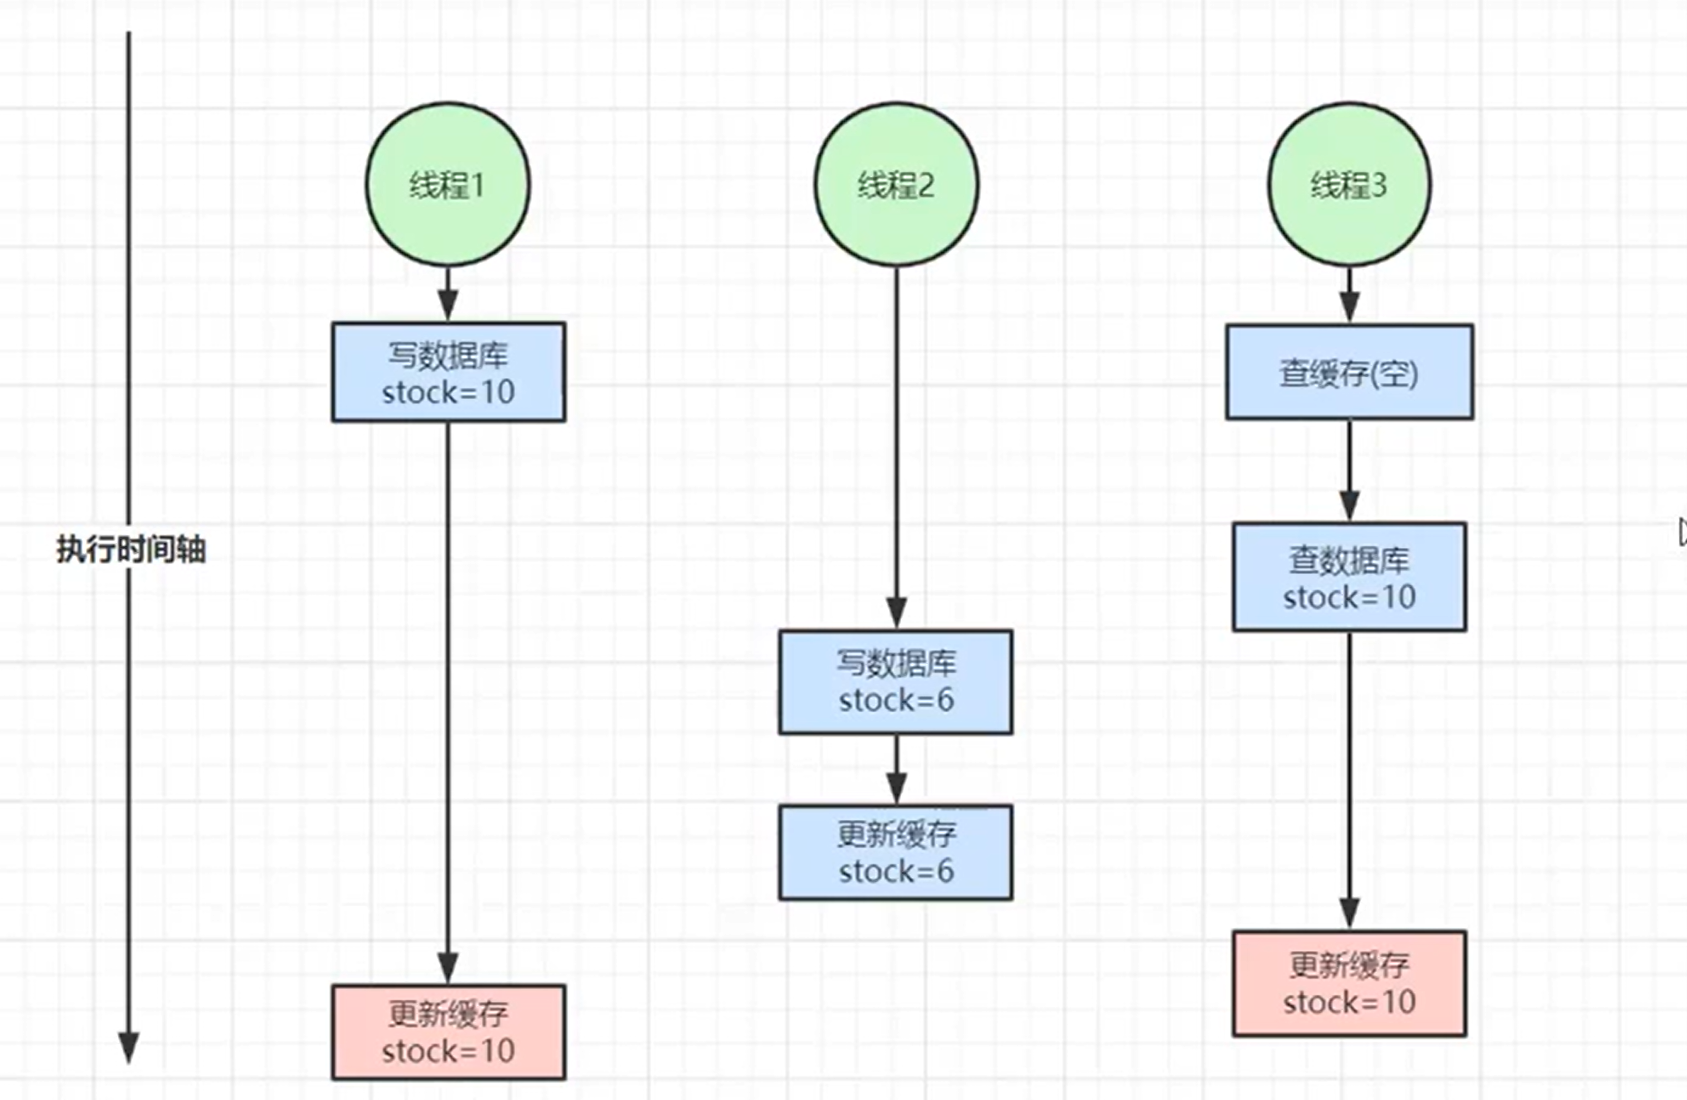 线程1
线程2
线程3
写数据库
stock=10
查缓存(空)
执行时间轴
查数据库
stock=10
写数据库
stock=6
更新缓存
stock=6
更新缓存
stock=10
更新缓存
stock=10